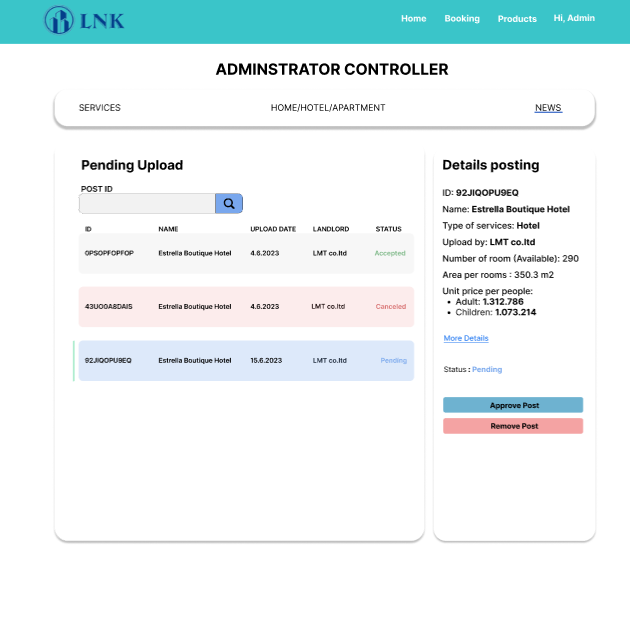 LNK
Home Booking Products Hi, Admin
ADMINSTRATOR CONTROLLER
SERVICES HOME/HOTEL/APARTMENT NEWS
Pending Upload
POST ID
ID NAME UPLOAD DATE LANDLORD STATUS
0PSOPFOPFOP Estrella Boutique Hotel 4.6.2023 LMT co.ltd Accepted
43UO0A8DAIS Estrella Boutique Hotel 4.6.2023 LMT co.ltd Canceled
92JIQOPU9EQ Estrella Boutique Hotel 15.6.2023 LMT co.ltd Pending
Details posting
ID: 92JIQOPU9EQ
Name: Estrella Boutique Hotel
Type of services: Hotel
Upload by: LMT co.ltd
Number of room (Available): 290
Area per rooms : 350.3 m2
Unit price per people:
• Adult: 1.312.786
• Children: 1.073.214
More Details
Status : Pending
Approve Post
Remove Post